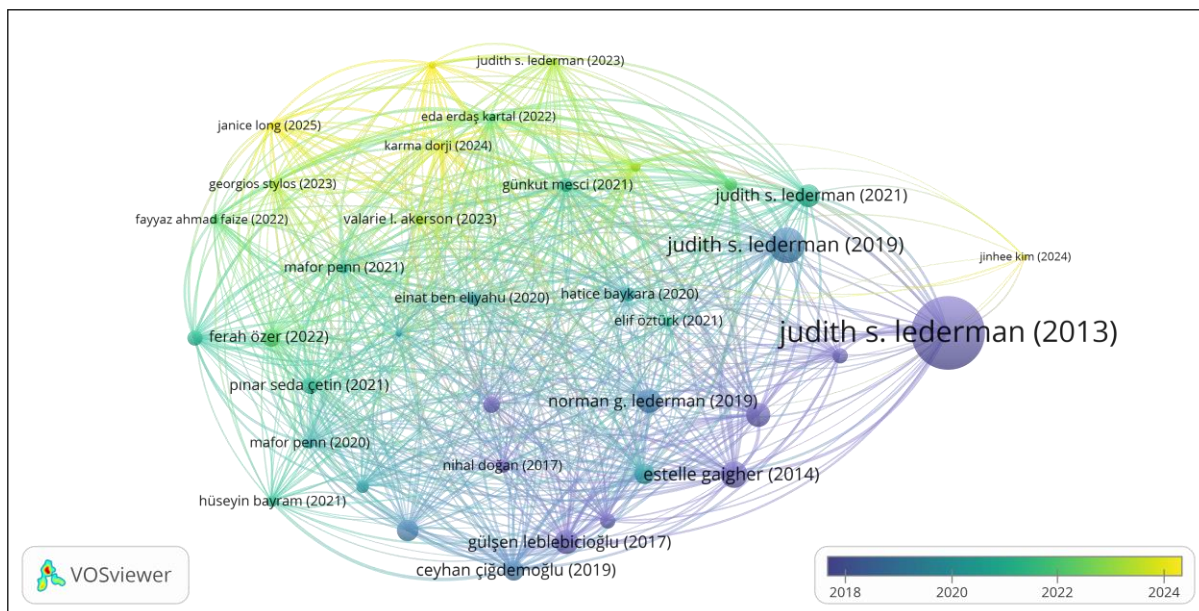 judith s. lederman (2023)
eda erdaş kartal (2022)
janice long (2025)
karma dorji (2024)
georgios stylos (2023)
günkut mesci (2021)
judith s. lederman (2021)
fayyaz ahmad faize (2022)
valarie l. akerson (2023)
judith s. lederman (2019)
jinhee kim (2024)
mafor penn (2021)
einat ben eliyahu (2020)
hatice baykara (2020)
elif öztürk (2021)
judith s. lederman (2013)
ferah özer (2022)
pınar seda çetin (2021)
norman g. lederman (2019)
mafor penn (2020)
nihal doğan (2017)
estelle gaigher (2014)
hüseyin bayram (2021)
gülşen leblebicioğlu (2017)
ceyhan çiğdemoğlu (2019)
VOSviewer
2018 2020 2022 2024